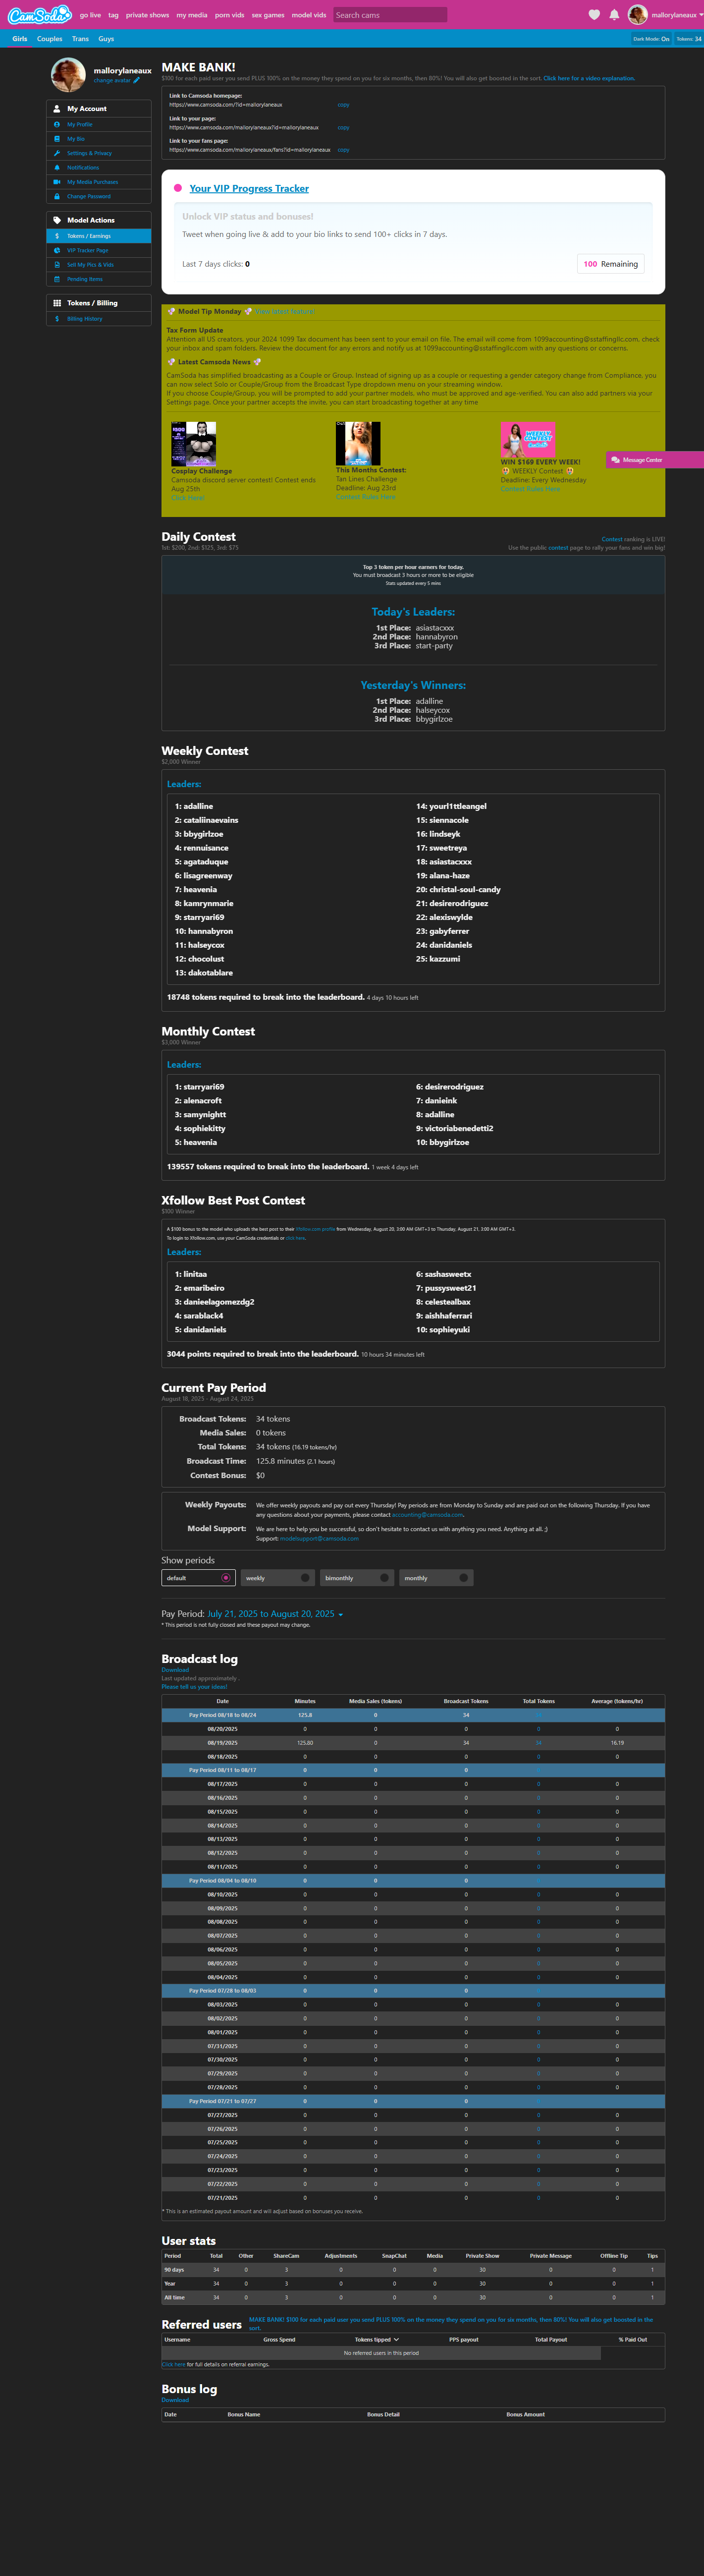 CamSoda
go live tag private shows my media porn vids sex games model vids Search cams mallorylaneaux
Girls Couples Trans Guys Dark Mode: On Tokens: 34
mallorylaneaux
change avatar
My Account
My Profile
My Bio
Settings & Privacy
Notifications
My Media Purchases
Change Password
Model Actions
Tokens / Earnings
VIP Tracker Page
Sell My Pics & Vids
Pending Items
Tokens / Billing
Billing History
MAKE BANK!
$100 for each paid user you send PLUS 100% on the money they spend on you for six months, then 80%! You will also get boosted in the sort. Click here for a video explanation.
Link to Camsoda homepage:
https://www.camsoda.com/?id=mallorylaneaux copy
Link to your page:
https://www.camsoda.com/mallorylaneaux?id=mallorylaneaux copy
Link to your fans page:
https://www.camsoda.com/mallorylaneaux/fans?id=mallorylaneaux copy
Your VIP Progress Tracker
Unlock VIP status and bonuses!
Tweet when going live & add to your bio links to send 100+ clicks in 7 days.
Last 7 days clicks: 0 100 Remaining
Model Tip Monday View latest features
Tax Form Update
Attention all US creators, your 2024 1099 Tax document has been sent to your email on file. The email will come from 1099accounting@sstaffingllc.com, check
your inbox and spam folders. Review the document for any errors and notify us at 1099accounting@sstaffingllc.com with any questions or concerns.
Latest Camsoda News
CamSoda has simplified broadcasting as a Couple or Group. Instead of signing up as a couple or requesting a gender category change from Compliance, you
can now select Solo or Couple/Group from the Broadcast Type dropdown menu on your streaming window.
If you choose Couple/Group, you will be prompted to add your partner models, who must be approved and age-verified. You can also add partners via your
Settings page. Once your partner accepts the invite, you can start broadcasting together at any time
$500
WEEKLY
CONTEST
Cosplay Challenge
Camsoda discord server contest! Contest ends
Aug 25th
Click Here!
This Months Contest:
Tan Lines Challenge
Deadline: Aug 23rd
Contest Rules Here
WIN $169 EVERY WEEK!
WEEKLY Contest
Deadline: Every Wednesday
Contest Rules Here
Message Center
Daily Contest
1st: $200, 2nd: $125, 3rd: $75
Contest ranking is LIVE!
Use the public contest page to rally your fans and win big!
Top 3 token per hour earners for today.
You must broadcast 3 hours or more to be eligible
Stats updated every 5 mins
Today's Leaders:
1st Place: asiastacxxx
2nd Place: hannabyron
3rd Place: start-party
Yesterday's Winners:
1st Place: adalline
2nd Place: halseycox
3rd Place: bbygirlzoe
Weekly Contest
$2,000 Winner
Leaders:
1: adalline
2: cataliinaevains
3: bbygirlzoe
4: rennuisance
5: agataduque
6: lisagreenway
7: heavenia
8: kamrynmarie
9: starryari69
10: hannabyron
11: halseycox
12: chocolust
13: dakotablare
14: yourl1ttleangel
15: siennacole
16: lindseyk
17: sweetreya
18: asiastacxxx
19: alana-haze
20: christal-soul-candy
21: desirerodriguez
22: alexiswylde
23: gabyferrer
24: danidaniels
25: kazzumi
18748 tokens required to break into the leaderboard. 4 days 10 hours left
Monthly Contest
$3,000 Winner
Leaders:
1: starryari69
2: alenacroft
3: samynightt
4: sophiekitty
5: heavenia
6: desirerodriguez
7: danieink
8: adalline
9: victoriabenedetti2
10: bbygirlzoe
139557 tokens required to break into the leaderboard. 1 week 4 days left
Xfollow Best Post Contest
$100 Winner
A $100 bonus to the model who uploads the best post to their Xfollow.com profile from Wednesday, August 20, 3:00 AM GMT+3 to Thursday, August 21, 3:00 AM GMT+3.
To login to Xfollow.com, use your CamSoda credentials or click here.
Leaders:
1: linitaa
2: emaribeiro
3: danieelagomezdg2
4: sarablack4
5: danidaniels
6: sashasweetx
7: pussysweet21
8: celestealbax
9: aishhaferrari
10: sophieyuki
3044 points required to break into the leaderboard. 10 hours 34 minutes left
Current Pay Period
August 18, 2025 - August 24, 2025
Broadcast Tokens: 34 tokens
Media Sales: 0 tokens
Total Tokens: 34 tokens (16.19 tokens/hr)
Broadcast Time: 125.8 minutes (2.1 hours)
Contest Bonus: $0
Weekly Payouts: We offer weekly payouts and pay out every Thursday! Pay periods are from Monday to Sunday and are paid out on the following Thursday. If you have
any questions about your payments, please contact accounting@camsoda.com.
Model Support: We are here to help you be successful, so don't hesitate to contact us with anything you need. Anything at all. ;)
Support: modelsupport@camsoda.com
Show periods
default weekly bimonthly monthly
Pay Period: July 21, 2025 to August 20, 2025
* This period is not fully closed and these payout may change.
Broadcast log
Download
Last updated approximately .
Please tell us your ideas!
Date Minutes Media Sales (tokens) Broadcast Tokens Total Tokens Average (tokens/hr)
Pay Period 08/18 to 08/24 125.8 0 34
08/20/2025 0 0 0 0 0
08/19/2025 125.80 0 34 34 16.19
08/18/2025 0 0 0 0 0
Pay Period 08/11 to 08/17 0 0 0
08/17/2025 0 0 0 0 0
08/16/2025 0 0 0 0 0
08/15/2025 0 0 0 0 0
08/14/2025 0 0 0 0 0
08/13/2025 0 0 0 0 0
08/12/2025 0 0 0 0 0
08/11/2025 0 0 0 0 0
Pay Period 08/04 to 08/10 0 0 0
08/10/2025 0 0 0 0 0
08/09/2025 0 0 0 0 0
08/08/2025 0 0 0 0 0
08/07/2025 0 0 0 0 0
08/06/2025 0 0 0 0 0
08/05/2025 0 0 0 0 0
08/04/2025 0 0 0 0 0
Pay Period 07/28 to 08/03 0 0 0
08/03/2025 0 0 0 0 0
08/02/2025 0 0 0 0 0
08/01/2025 0 0 0 0 0
07/31/2025 0 0 0 0 0
07/30/2025 0 0 0 0 0
07/29/2025 0 0 0 0 0
07/28/2025 0 0 0 0 0
Pay Period 07/21 to 07/27 0 0 0
07/27/2025 0 0 0 0 0
07/26/2025 0 0 0 0 0
07/25/2025 0 0 0 0 0
07/24/2025 0 0 0 0 0
07/23/2025 0 0 0 0 0
07/22/2025 0 0 0 0 0
07/21/2025 0 0 0 0 0
* This is an estimated payout amount and will adjust based on bonuses you receive.
User stats
Period Total Other ShareCam Adjustments SnapChat Media Private Show Private Message Offline Tip Tips
90 days 34 0 3 0 0 0 30 0 0 1
Year 34 0 3 0 0 0 30 0 0 1
All time 34 0 3 0 0 0 30 0 0 1
Referred users MAKE BANK! $100 for each paid user you send PLUS 100% on the money they spend on you for six months, then 80%! You will also get boosted in the
sort.
Username Gross Spend Tokens tipped PPS payout Total Payout % Paid Out
No referred users in this period
Click here for full details on referral earnings.
Bonus log
Download
Date Bonus Name Bonus Detail Bonus Amount